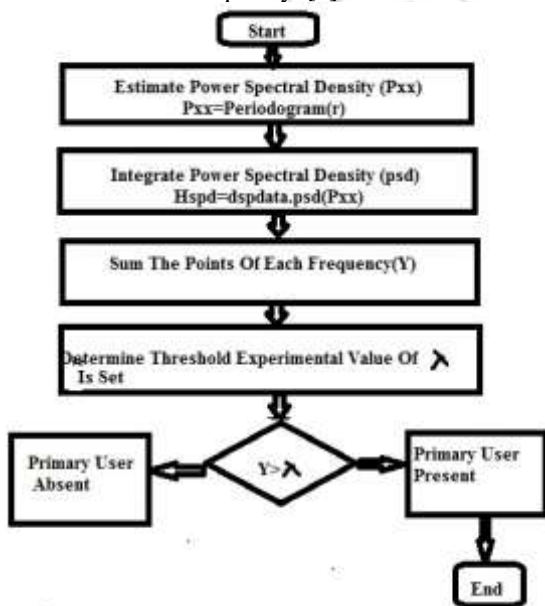 Start
Estimate Power Spectral Density (Pxx)
Pxx=Periodogram(r)
Integrate Power Spectral Density (psd)
Hspd=dspdata.psd(Pxx)
Sum The Points Of Each Frequency(Y)
Determine Threshold Experimental Value Of λ
Is Set
Y>λ
Primary User
Absent
Primary User
Present
End